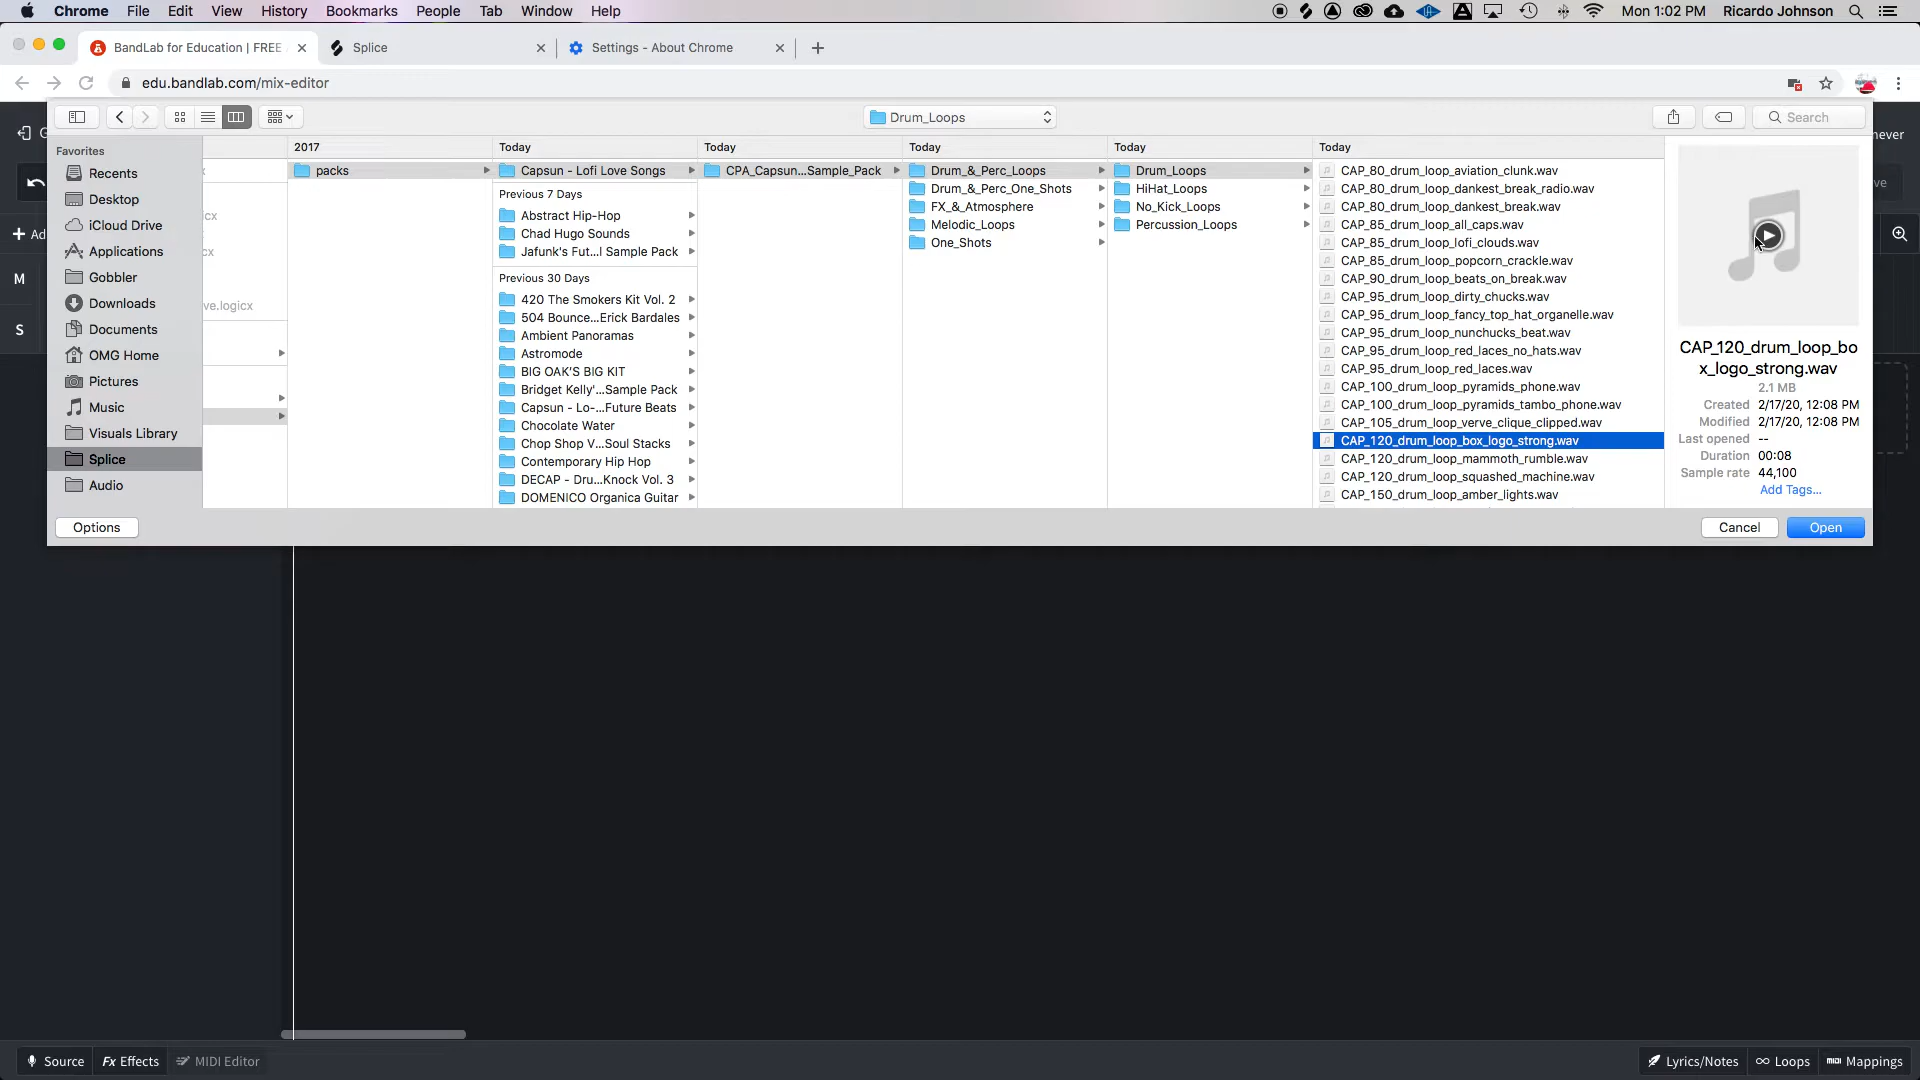 Chrome File Edit View History Bookmarks People Tab Window Help Mon 1:02 PM Ricardo Johnson
BandLab for Education | FREE Splice Settings - About Chrome
edu.bandlab.com/mix-editor
Drum_Loops Search
Favorites
Recents
Desktop
iCloud Drive
Applications
Gobbler
Downloads
Documents
OMG Home
Pictures
Music
Visuals Library
Splice
Audio
cx
cx
ve.logicx
2017
packs
Today
Capsun - Lofi Love Songs
Previous 7 Days
Abstract Hip-Hop
Chad Hugo Sounds
Jafunk's Fut...l Sample Pack
Previous 30 Days
420 The Smokers Kit Vol. 2
504 Bounce...Erick Bardales
Ambient Panoramas
Astromode
BIG OAK'S BIG KIT
Bridget Kelly'...Sample Pack
Capsun - Lo-...Future Beats
Chocolate Water
Chop Shop V...Soul Stacks
Contemporary Hip Hop
DECAP - Dru...Knock Vol. 3
DOMENICO Organica Guitar
Today
CPA_Capsun...Sample_Pack
Today
Drum_&_Perc_Loops
Drum_&_Perc_One_Shots
FX_&_Atmosphere
Melodic_Loops
One_Shots
Today
Drum_Loops
HiHat_Loops
No_Kick_Loops
Percussion_Loops
Today
CAP_80_drum_loop_aviation_clunk.wav
CAP_80_drum_loop_dankest_break_radio.wav
CAP_80_drum_loop_dankest_break.wav
CAP_85_drum_loop_all_caps.wav
CAP_85_drum_loop_lofi_clouds.wav
CAP_85_drum_loop_popcorn_crackle.wav
CAP_90_drum_loop_beats_on_break.wav
CAP_95_drum_loop_dirty_chucks.wav
CAP_95_drum_loop_fancy_top_hat_organelle.wav
CAP_95_drum_loop_nunchucks_beat.wav
CAP_95_drum_loop_red_laces_no_hats.wav
CAP_95_drum_loop_red_laces.wav
CAP_100_drum_loop_pyramids_phone.wav
CAP_100_drum_loop_pyramids_tambo_phone.wav
CAP_105_drum_loop_verve_clique_clipped.wav
CAP_120_drum_loop_box_logo_strong.wav
CAP_120_drum_loop_mammoth_rumble.wav
CAP_120_drum_loop_squashed_machine.wav
CAP_150_drum_loop_amber_lights.wav
CAP_120_drum_loop_bo
x_logo_strong.wav
2.1 MB
Created 2/17/20, 12:08 PM
Modified 2/17/20, 12:08 PM
Last opened --
Duration 00:08
Sample rate 44,100
Add Tags...
Options Cancel Open
G never
ve
+ Ad
M
S
Source Fx Effects MIDI Editor Lyrics/Notes Loops MIDI Mappings